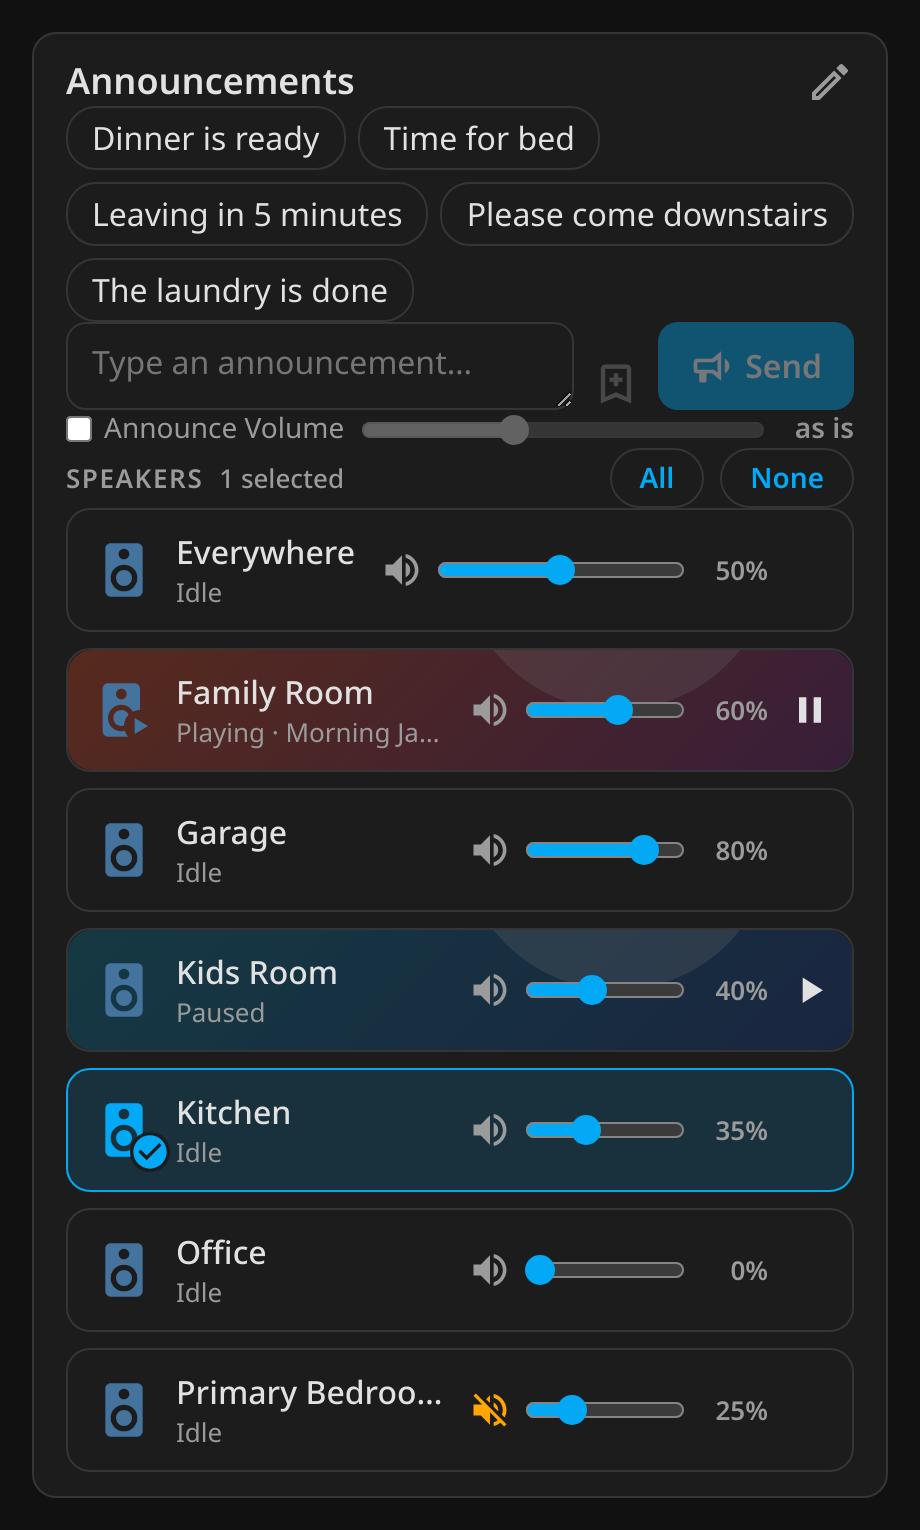 Announcements
Dinner is ready
Time for bed
Leaving in 5 minutes
Please come downstairs
The laundry is done
Type an announcement...
Send
Announce Volume
as is
SPEAKERS 1 selected
All
None
Everywhere
Idle
50%
Family Room
Playing · Morning Ja...
60%
Garage
Idle
80%
Kids Room
Paused
40%
Kitchen
Idle
35%
Office
Idle
0%
Primary Bedroo...
Idle
25%